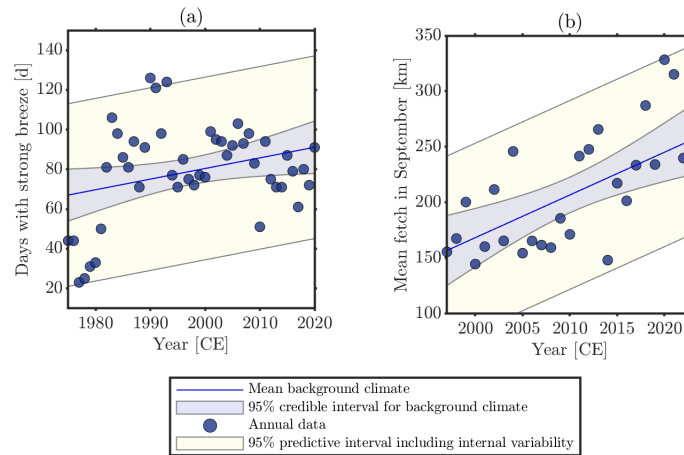 (a)
Days with strong breeze [d]
140
120
100
80
60
40
20
1980
1990
2000
2010
2020
Year [CE]
(b)
Mean fetch in September [km]
350
300
250
200
150
100
2000
2005
2010
2015
2020
Year [CE]
Mean background climate
95% credible interval for background climate
Annual data
95% predictive interval including internal variability